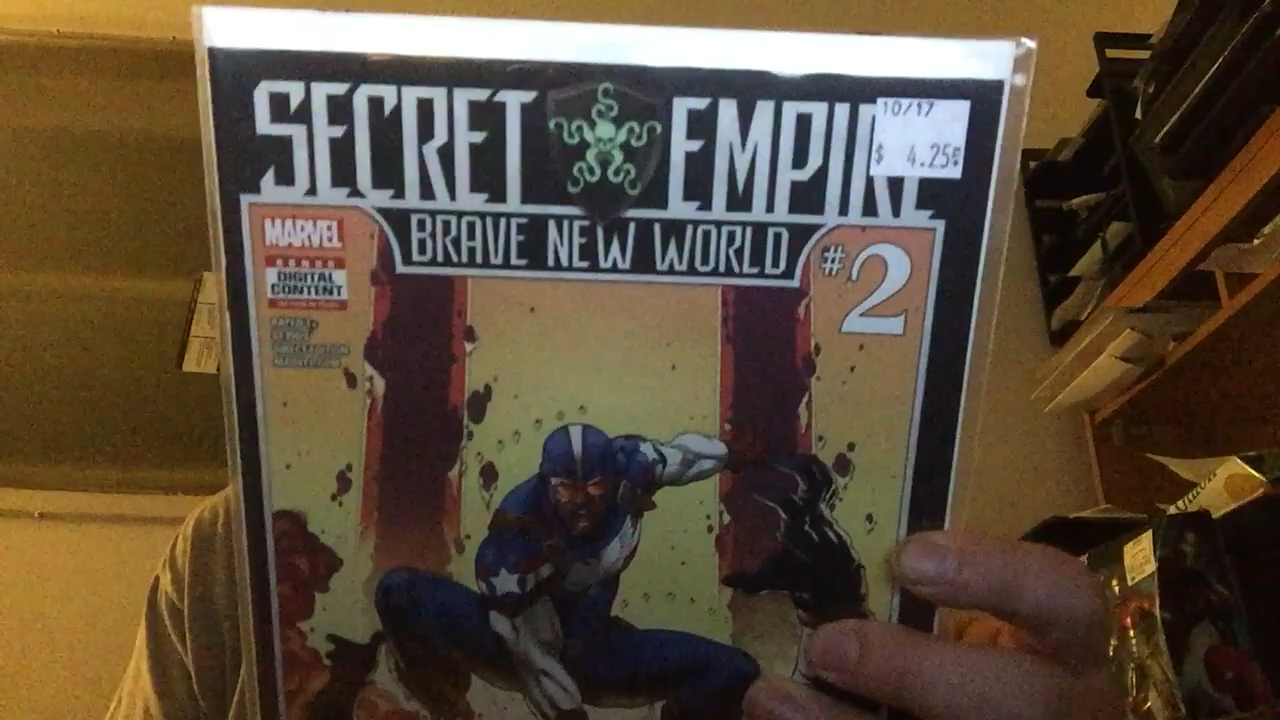 SECRET EMPIRE
10/17
$ 4.25
BRAVE NEW WORLD
MARVEL
#2
DIGITAL
CONTENT